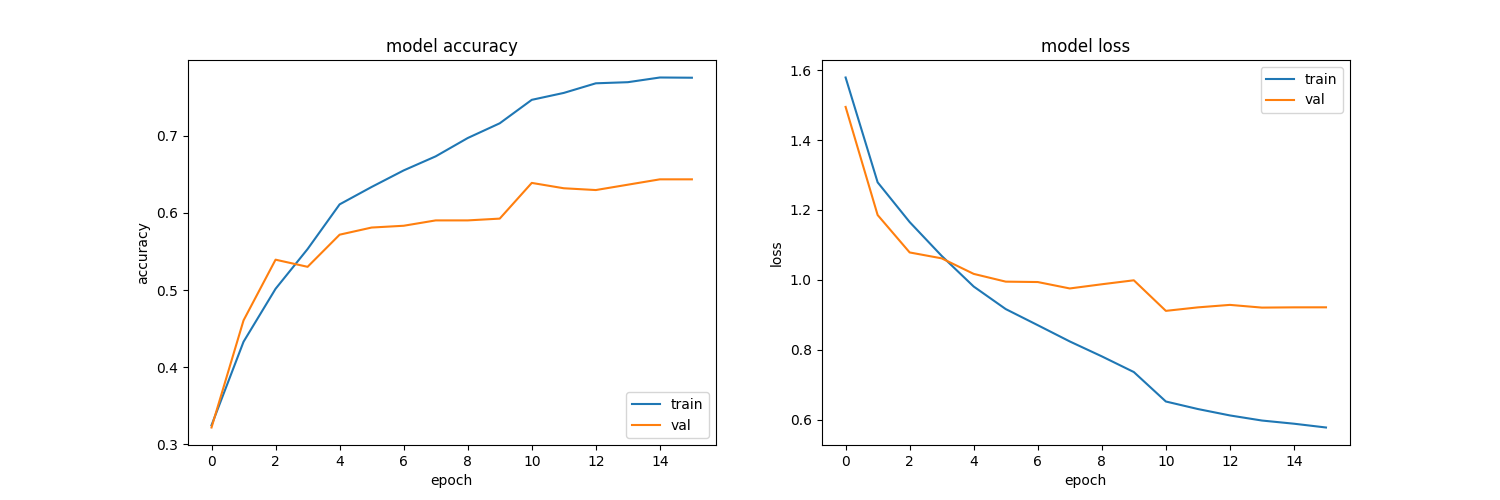 model accuracy
accuracy
0.7
0.6
0.5
0.4
0.3
0 2 4 6 8 10 12 14
epoch
train
val
model loss
loss
1.6
1.4
1.2
1.0
0.8
0.6
0 2 4 6 8 10 12 14
epoch
train
val